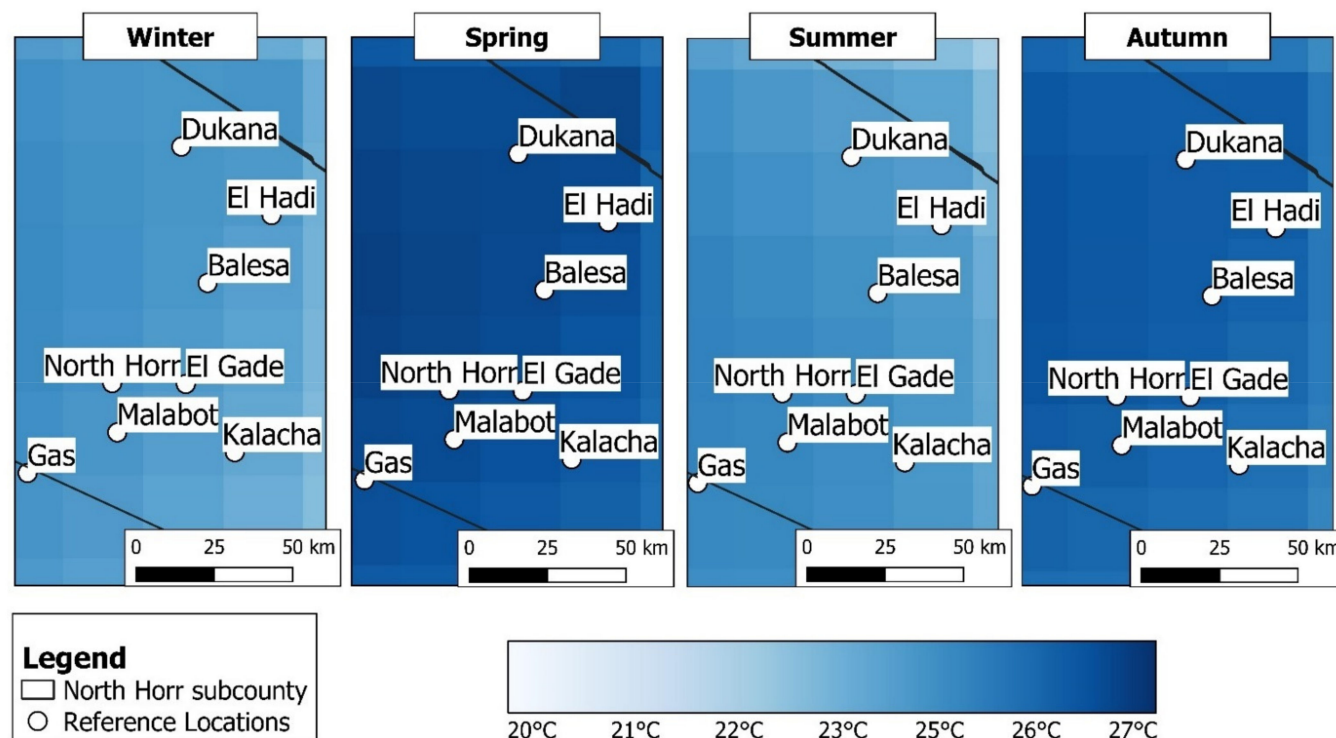 Winter
Spring
Summer
Autumn
Dukana
El Hadi
Balesa
North Horr El Gade
Malabot
Kalacha
Gas
0 25 50 km
Dukana
El Hadi
Balesa
North Horr El Gade
Malabot
Kalacha
Gas
0 25 50 km
Dukana
El Hadi
Balesa
North Horr El Gade
Malabot
Kalacha
Gas
0 25 50 km
Dukana
El Hadi
Balesa
North Horr El Gade
Malabot
Kalacha
Gas
0 25 50 km
Legend
North Horr subcounty
Reference Locations
20°C 21°C 22°C 23°C 25°C 26°C 27°C